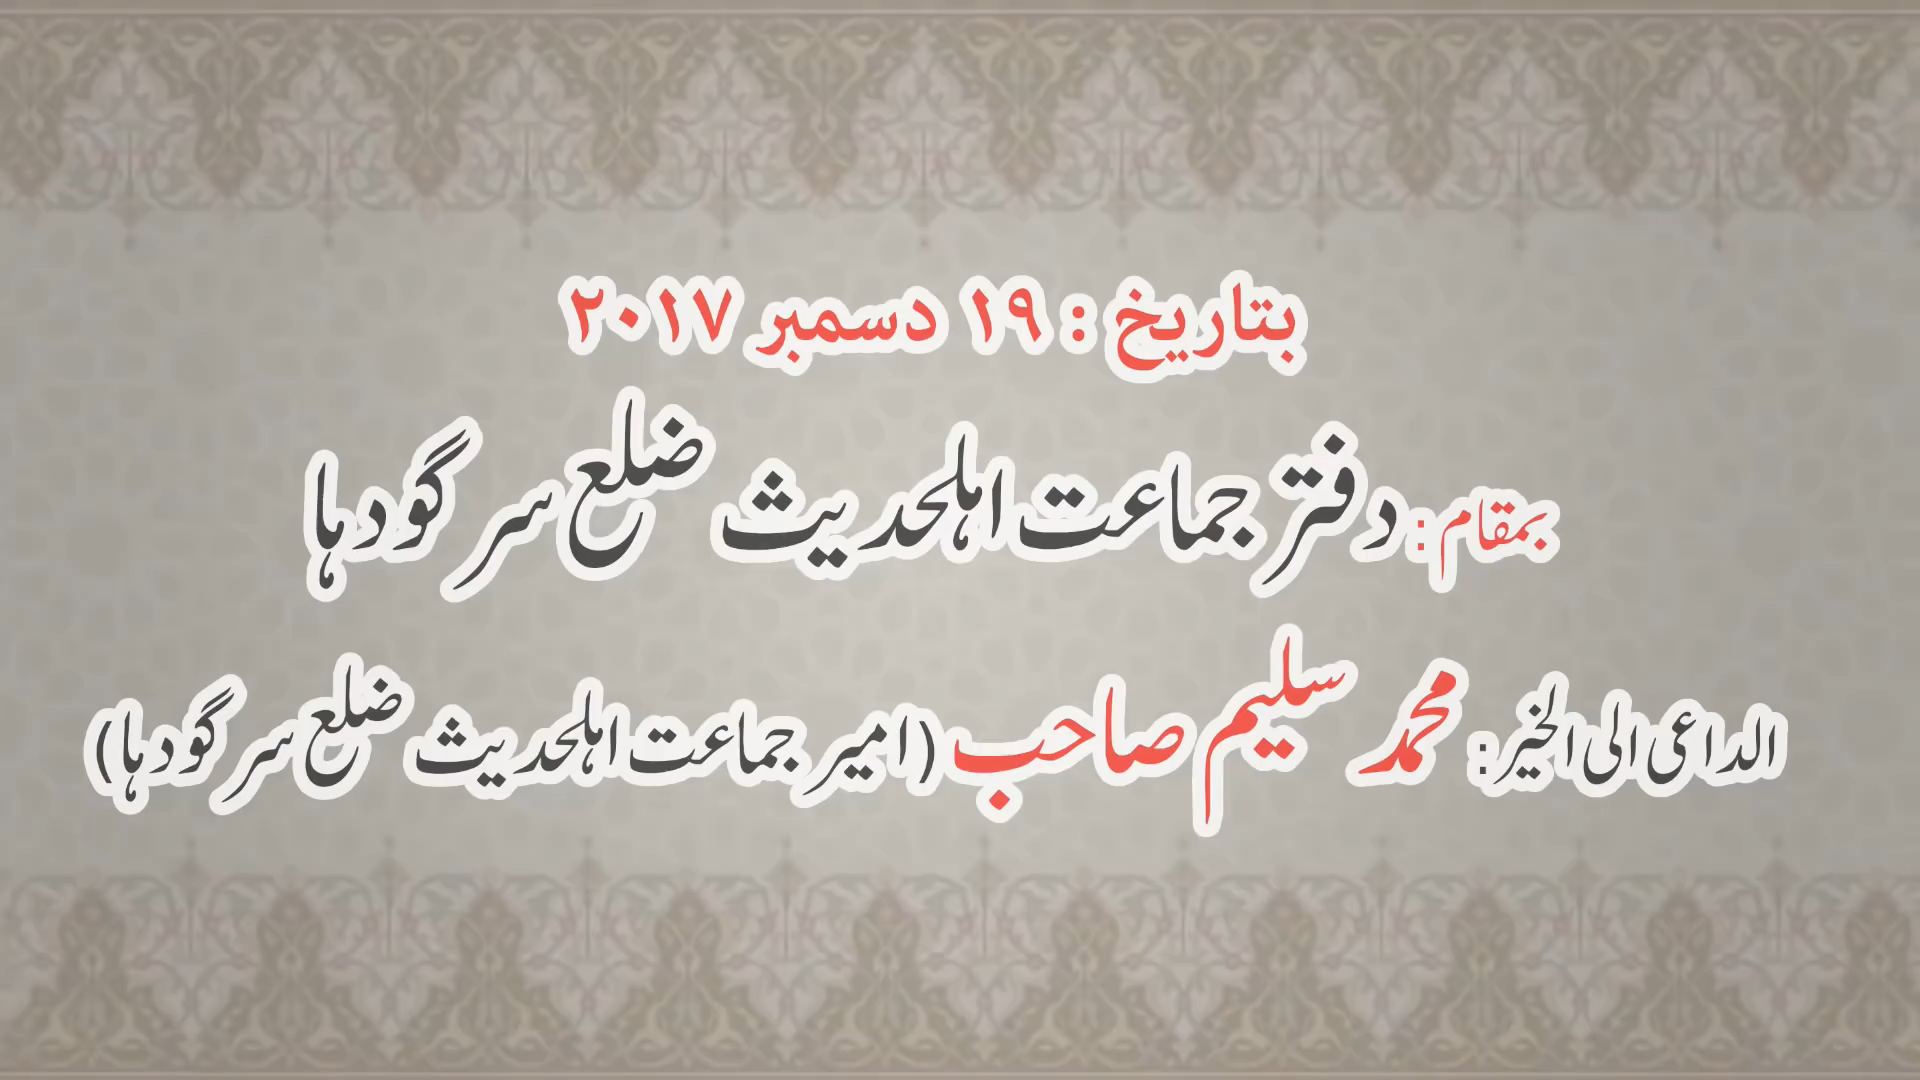 بتاریخ : ۱۹ دسمبر ۲۰۱۷
بمقام: دفتر جماعت اہلحدیث ضلع سرگودہا
الداعی الی الخیر: محمد سلیم صاحب (امیر جماعت اہلحدیث ضلع سرگودہا)